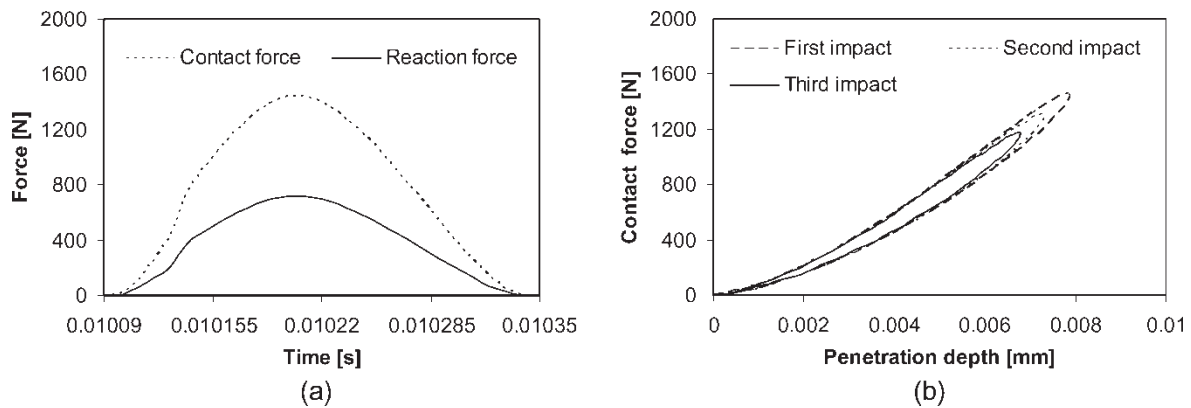 2000
Contact force
Reaction force
1600
1200
800
400
0
Force [N]
0.01009
0.010155
0.01022
0.010285
0.01035
Time [s]
(a)
2000
First impact
Second impact
Third impact
1600
1200
800
400
0
Contact force [N]
0
0.002
0.004
0.006
0.008
0.01
Penetration depth [mm]
(b)